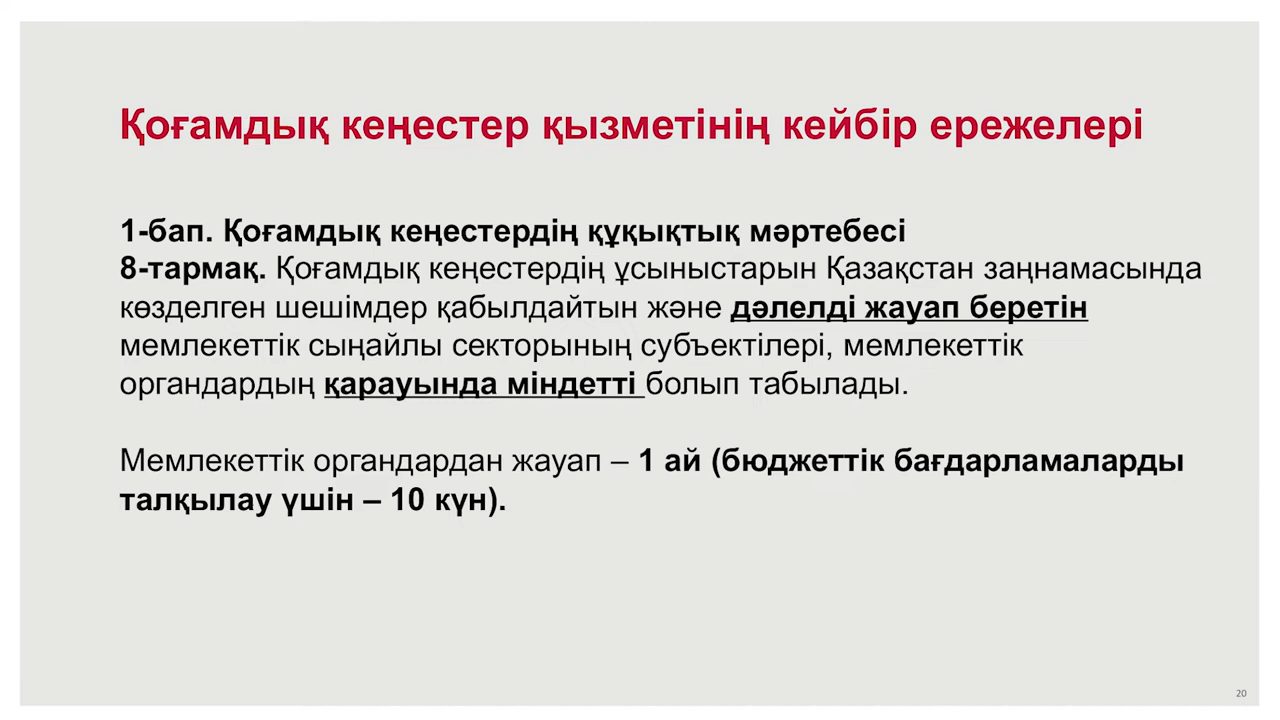 Қоғамдық кеңестер қызметінің кейбір ережелері
1-бап. Қоғамдық кеңестердің құқықтық мәртебесі
8-тармақ. Қоғамдық кеңестердің ұсыныстарын Қазақстан заңнамасында
көзделген шешімдер қабылдайтын және дәлелді жауап беретін
мемлекеттік сыңайлы секторының субъектілері, мемлекеттік
органдардың қарауында міндетті болып табылады.
Мемлекеттік органдардан жауап – 1 ай (бюджеттік бағдарламаларды
талқылау үшін – 10 күн).
20